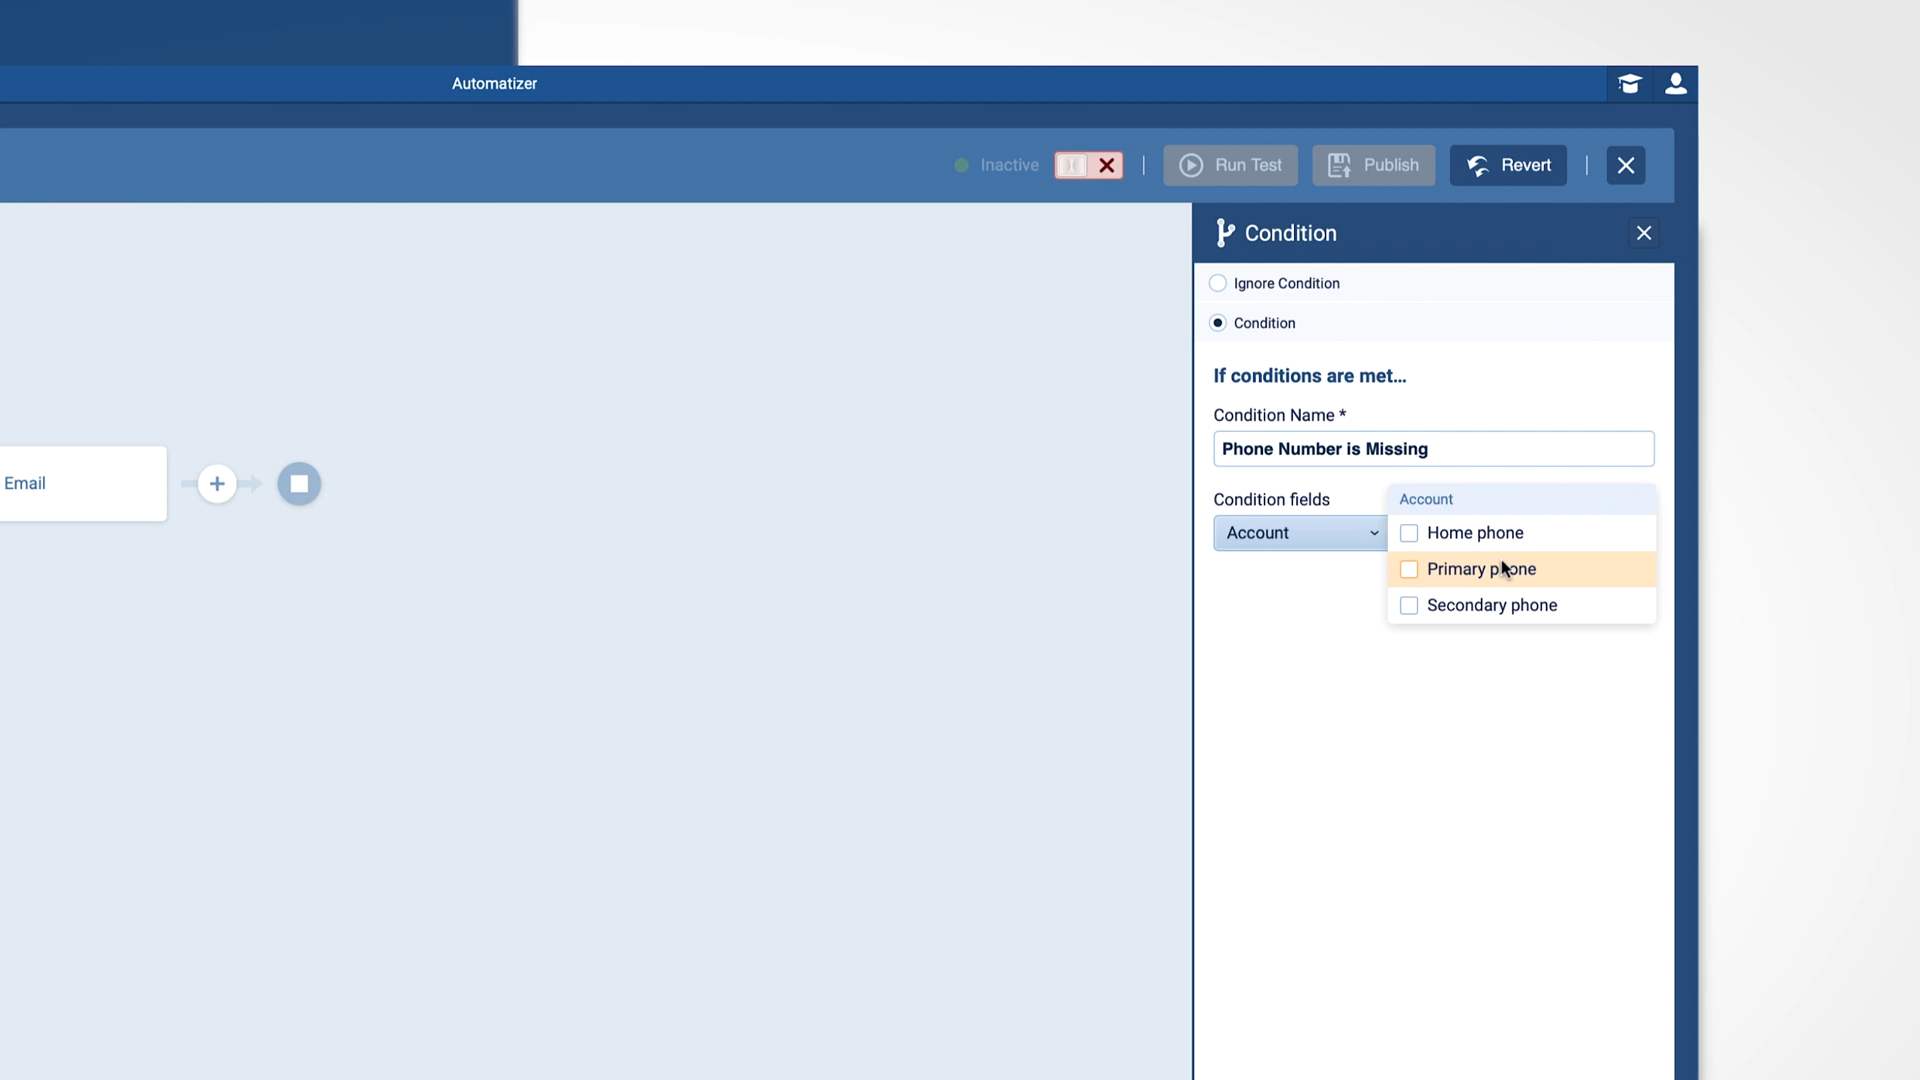 Automatizer
Inactive
Run Test
Publish
Revert
Condition
Ignore Condition
Condition
If conditions are met...
Condition Name *
Phone Number is Missing
Email
Condition fields
Account
Account
Home phone
Primary phone
Secondary phone